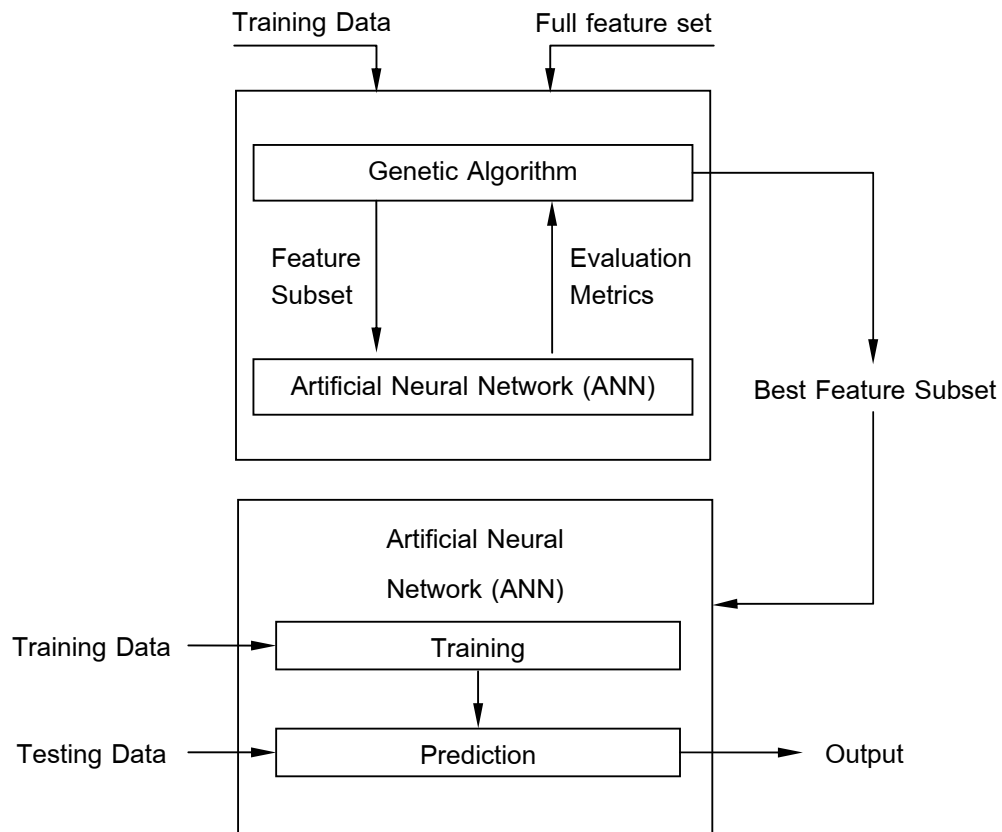 Training Data
Full feature set
Genetic Algorithm
Feature
Subset
Evaluation
Metrics
Artificial Neural Network (ANN)
Best Feature Subset
Artificial Neural
Network (ANN)
Training Data
Training
Testing Data
Prediction
Output